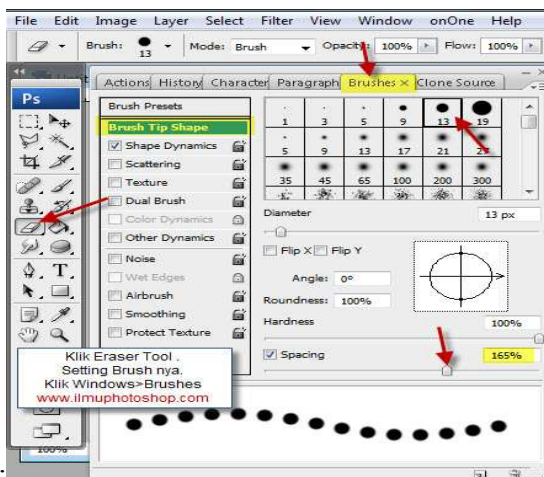 File Edit Image Layer Select Filter View Window onOne Help
Brush: 13 Mode: Brush Opacity: 100% Flow: 100%
Actions History Character Paragraph Brushes × Clone Source
Ps
Brush Presets
Brush Tip Shape
Shape Dynamics
Scattering
Texture
Dual Brush
Color Dynamics
Other Dynamics
Noise
Wet Edges
Airbrush
Smoothing
Protect Texture
1 3 5 9 13 19
5 9 13 17 21 27
35 45 65 100 200 300
Diameter 13 px
Flip X Flip Y
Angle: 0°
Roundness: 100%
Hardness 100%
Spacing 165%
Klik Eraser Tool .
Setting Brush nya.
Klik Windows>Brushes
www.ilmuphotoshop.com
100%